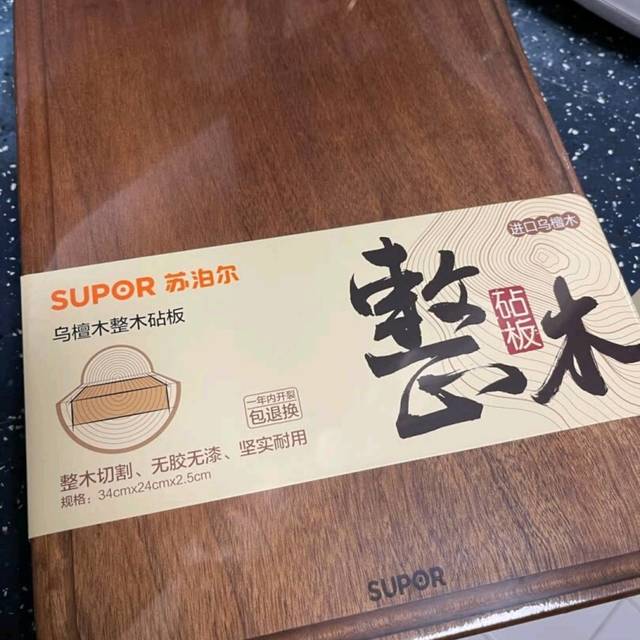 进口乌檀木
SUPOR 苏泊尔
整木
砧板
乌檀木整木砧板
一年内开裂
包退换
整木切割、无胶无漆、坚实耐用
规格：34cmx24cmx2.5cm
SUPOR